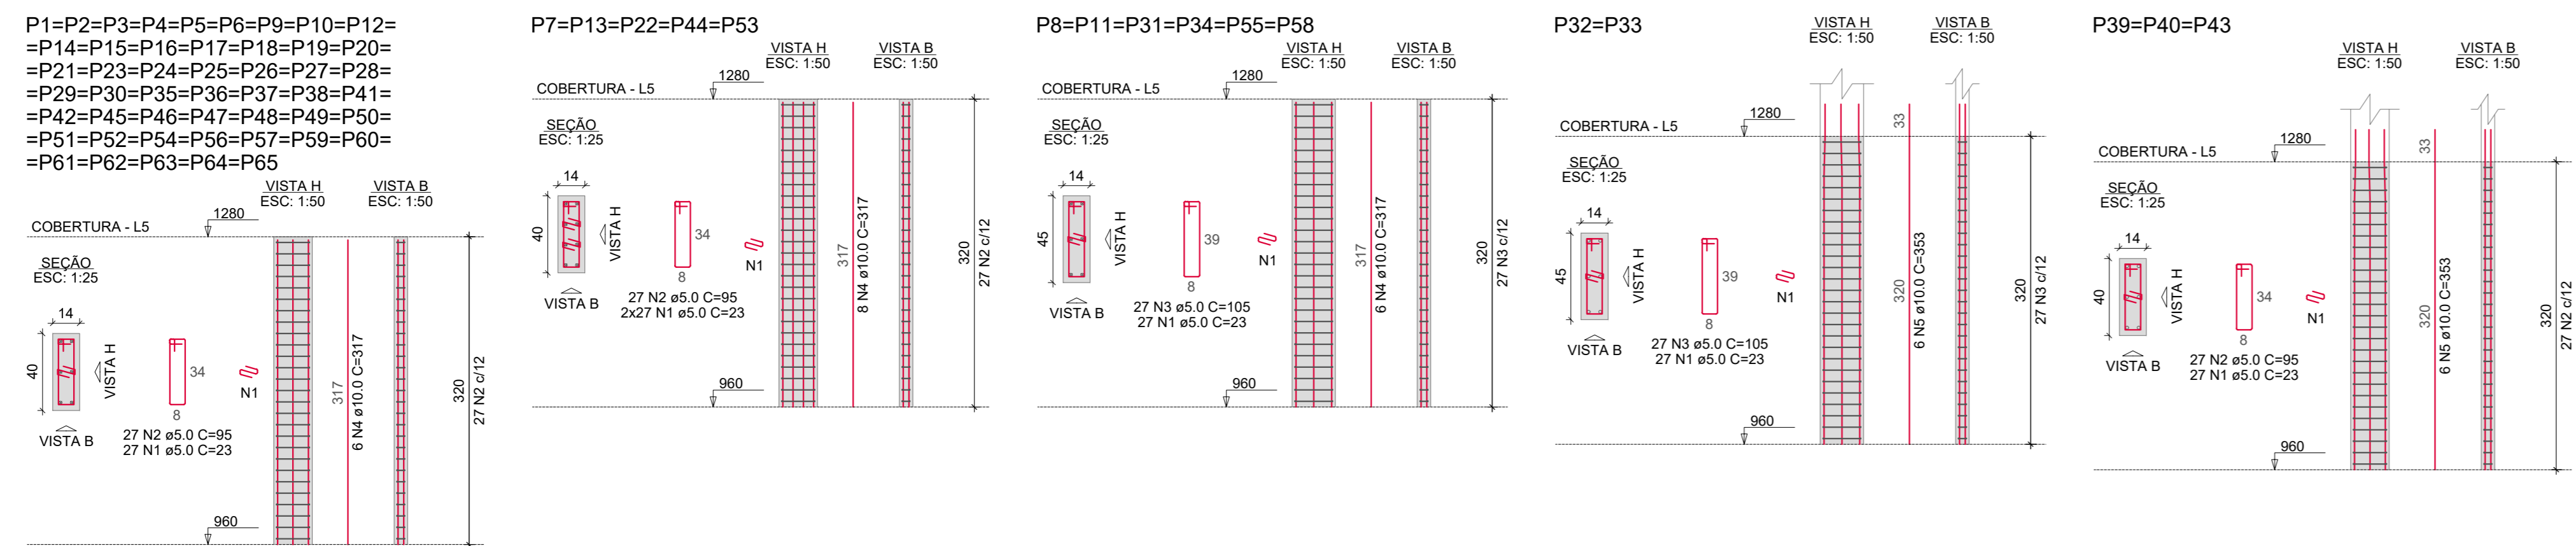 P1=P2=P3=P4=P5=P6=P9=P10=P12=
=P14=P15=P16=P17=P18=P19=P20=
=P21=P23=P24=P25=P26=P27=P28=
=P29=P30=P35=P36=P37=P38=P41=
=P42=P45=P46=P47=P48=P49=P50=
=P51=P52=P54=P56=P57=P59=P60=
=P61=P62=P63=P64=P65
VISTA H
ESC: 1:50
VISTA B
ESC: 1:50
COBERTURA - L5
1280
SEÇÃO
ESC: 1:25
14
40
VISTA H
VISTA B
34
8
N1
27 N2 ø5.0 C=95
27 N1 ø5.0 C=23
317
6 N4 ø10.0 C=317
320
27 N2 c/12
960
P7=P13=P22=P44=P53
VISTA H
ESC: 1:50
VISTA B
ESC: 1:50
COBERTURA - L5
1280
SEÇÃO
ESC: 1:25
14
40
VISTA H
VISTA B
34
8
N1
27 N2 ø5.0 C=95
2x27 N1 ø5.0 C=23
317
8 N4 ø10.0 C=317
320
27 N2 c/12
960
P8=P11=P31=P34=P55=P58
VISTA H
ESC: 1:50
VISTA B
ESC: 1:50
COBERTURA - L5
1280
SEÇÃO
ESC: 1:25
14
45
VISTA H
VISTA B
39
8
N1
27 N3 ø5.0 C=105
27 N1 ø5.0 C=23
317
6 N4 ø10.0 C=317
320
27 N3 c/12
960
P32=P33
VISTA H
ESC: 1:50
VISTA B
ESC: 1:50
COBERTURA - L5
1280
33
SEÇÃO
ESC: 1:25
14
45
VISTA H
VISTA B
39
8
N1
27 N3 ø5.0 C=105
27 N1 ø5.0 C=23
320
6 N5 ø10.0 C=353
320
27 N3 c/12
960
P39=P40=P43
VISTA H
ESC: 1:50
VISTA B
ESC: 1:50
COBERTURA - L5
1280
33
SEÇÃO
ESC: 1:25
14
40
VISTA H
VISTA B
34
8
N1
27 N2 ø5.0 C=95
27 N1 ø5.0 C=23
320
6 N5 ø10.0 C=353
320
27 N2 c/12
960